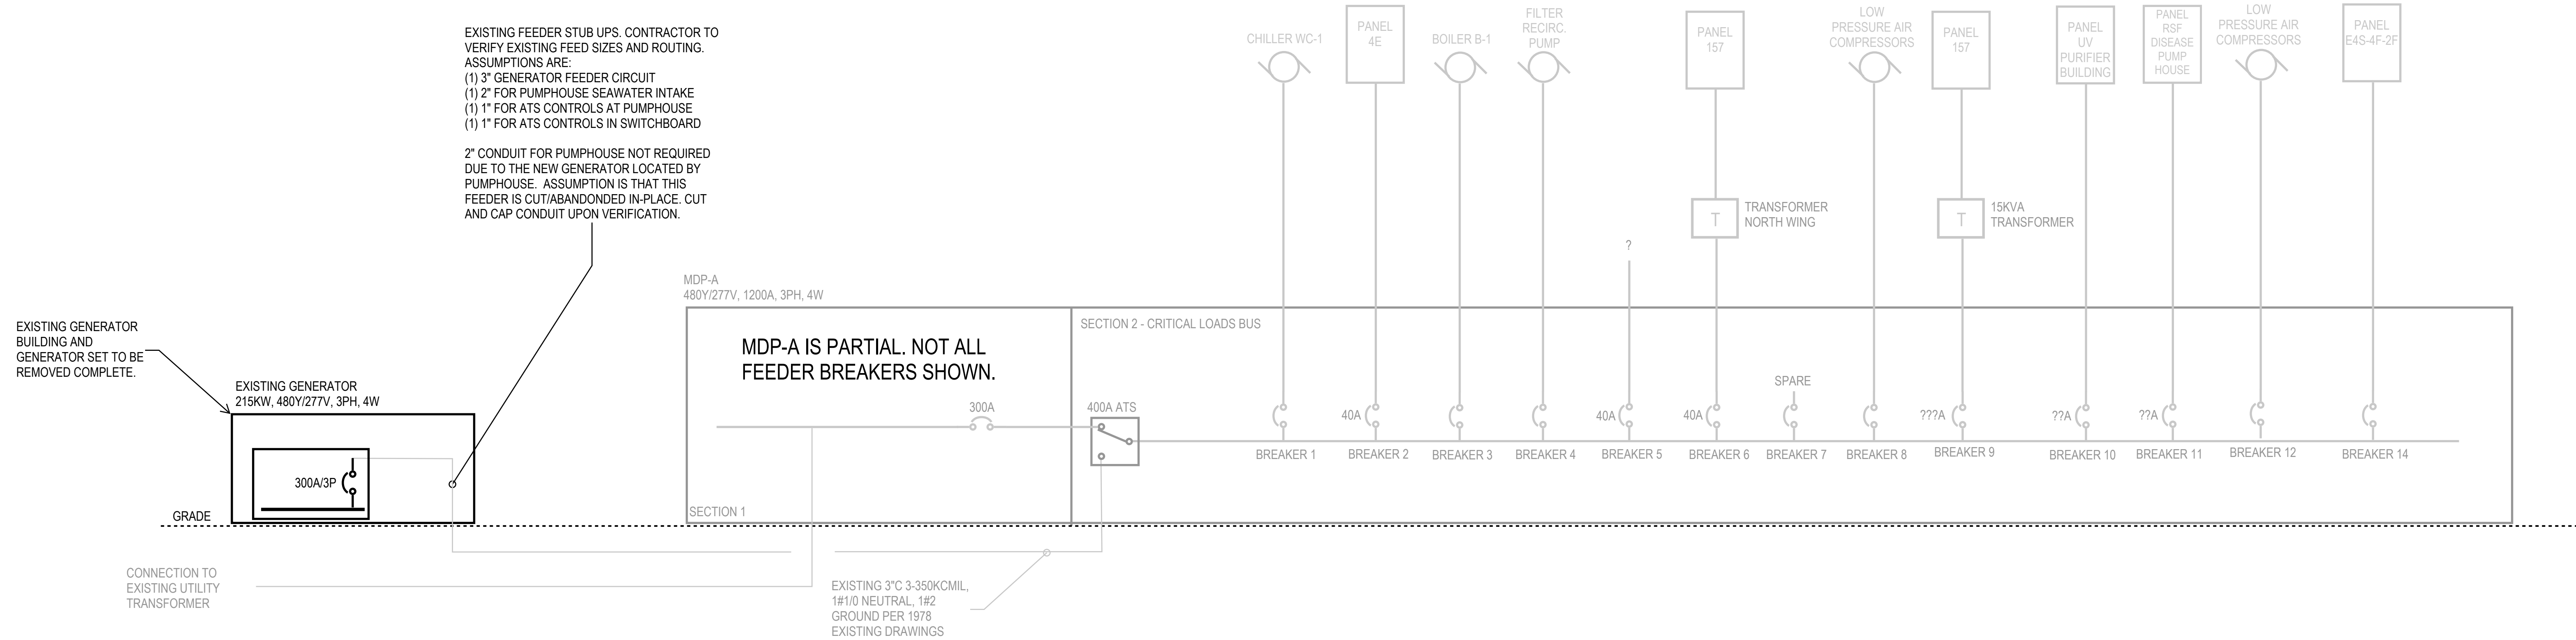 EXISTING FEEDER STUB UPS. CONTRACTOR TO
VERIFY EXISTING FEED SIZES AND ROUTING.
ASSUMPTIONS ARE:
(1) 3" GENERATOR FEEDER CIRCUIT
(1) 2" FOR PUMPHOUSE SEAWATER INTAKE
(1) 1" FOR ATS CONTROLS AT PUMPHOUSE
(1) 1" FOR ATS CONTROLS IN SWITCHBOARD
2" CONDUIT FOR PUMPHOUSE NOT REQUIRED
DUE TO THE NEW GENERATOR LOCATED BY
PUMPHOUSE. ASSUMPTION IS THAT THIS
FEEDER IS CUT/ABANDONDED IN-PLACE. CUT
AND CAP CONDUIT UPON VERIFICATION.
CHILLER WC-1
PANEL
4E
BOILER B-1
FILTER
RECIRC.
PUMP
PANEL
157
LOW
PRESSURE AIR
COMPRESSORS
PANEL
157
PANEL
UV
PURIFIER
BUILDING
PANEL
RSF
DISEASE
PUMP
HOUSE
LOW
PRESSURE AIR
COMPRESSORS
PANEL
E4S-4F-2F
T
TRANSFORMER
NORTH WING
T
15KVA
TRANSFORMER
?
MDP-A
480Y/277V, 1200A, 3PH, 4W
SECTION 2 - CRITICAL LOADS BUS
MDP-A IS PARTIAL. NOT ALL
FEEDER BREAKERS SHOWN.
EXISTING GENERATOR
BUILDING AND
GENERATOR SET TO BE
REMOVED COMPLETE.
EXISTING GENERATOR
215KW, 480Y/277V, 3PH, 4W
300A/3P
GRADE
300A
400A ATS
SPARE
40A
40A
40A
???A
??A
??A
BREAKER 1
BREAKER 2
BREAKER 3
BREAKER 4
BREAKER 5
BREAKER 6
BREAKER 7
BREAKER 8
BREAKER 9
BREAKER 10
BREAKER 11
BREAKER 12
BREAKER 14
SECTION 1
CONNECTION TO
EXISTING UTILITY
TRANSFORMER
EXISTING 3"C 3-350KCMIL,
1#1/0 NEUTRAL, 1#2
GROUND PER 1978
EXISTING DRAWINGS